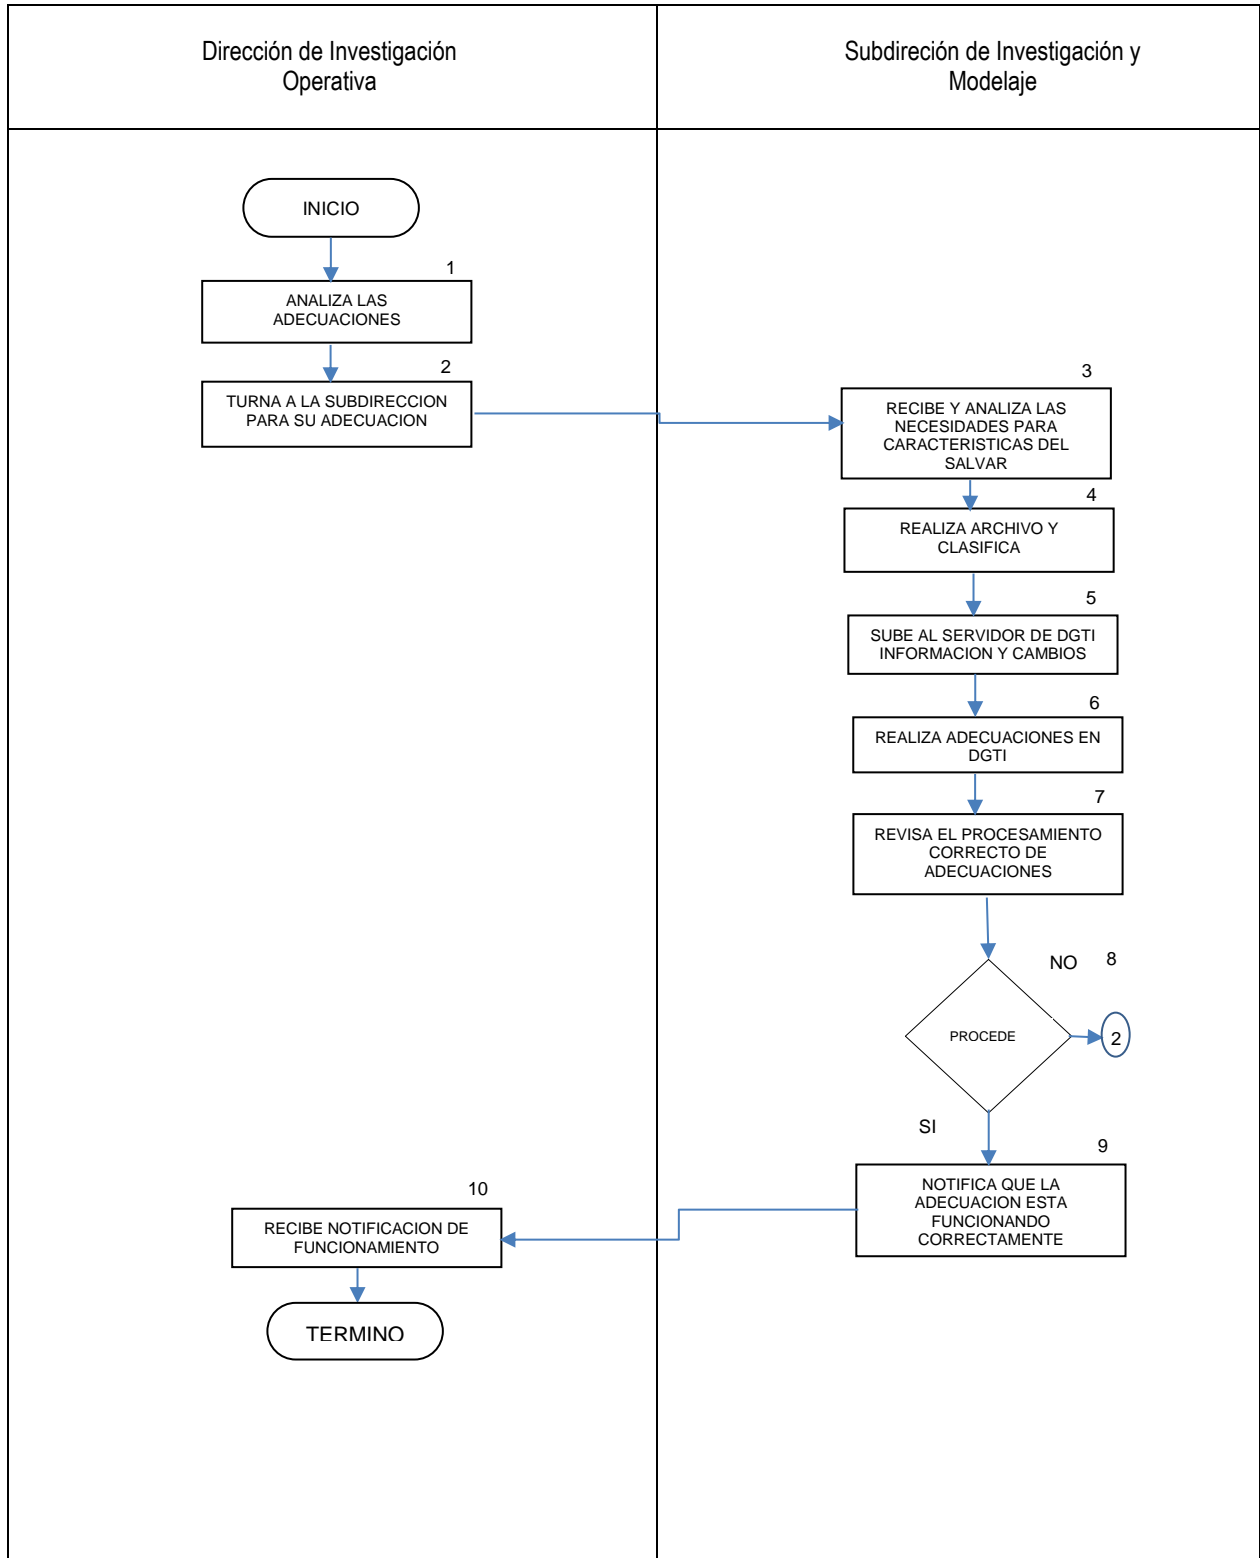 Dirección de Investigación
Operativa
Subdireción de Investigación y
Modelaje
INICIO
1
ANALIZA LAS
ADECUACIONES
2
TURNA A LA SUBDIRECCION
PARA SU ADECUACION
3
RECIBE Y ANALIZA LAS
NECESIDADES PARA
CARACTERISTICAS DEL
SALVAR
4
REALIZA ARCHIVO Y
CLASIFICA
5
SUBE AL SERVIDOR DE DGTI
INFORMACION Y CAMBIOS
6
REALIZA ADECUACIONES EN
DGTI
7
REVISA EL PROCESAMIENTO
CORRECTO DE
ADECUACIONES
NO 8
PROCEDE
2
SI
9
NOTIFICA QUE LA
ADECUACION ESTA
FUNCIONANDO
CORRECTAMENTE
10
RECIBE NOTIFICACION DE
FUNCIONAMIENTO
TERMINO